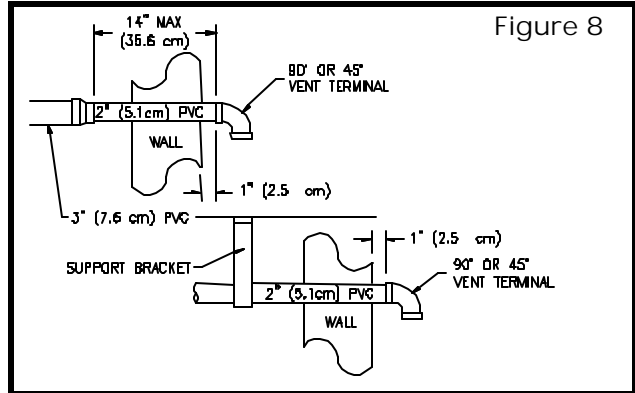 Figure 8
14" MAX
(35.6 cm)
90° OR 45°
VENT TERMINAL
2" (5.1cm) PVC
WALL
1" (2.5 cm)
3" (7.6 cm) PVC
1" (2.5 cm)
SUPPORT BRACKET
90° OR 45°
VENT TERMINAL
2" (5.1cm) PVC
WALL